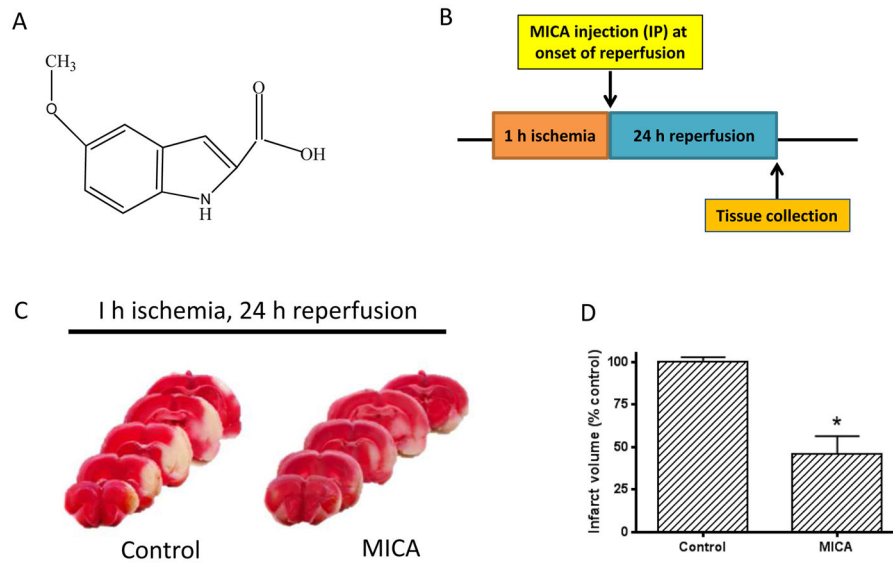 A
CH3
O
O
OH
N
H
B
MICA injection (IP) at
onset of reperfusion
1 h ischemia
24 h reperfusion
Tissue collection
C
I h ischemia, 24 h reperfusion
Control
MICA
D
Infarct volume (% control)
100
75
50
25
0
*
Control
MICA